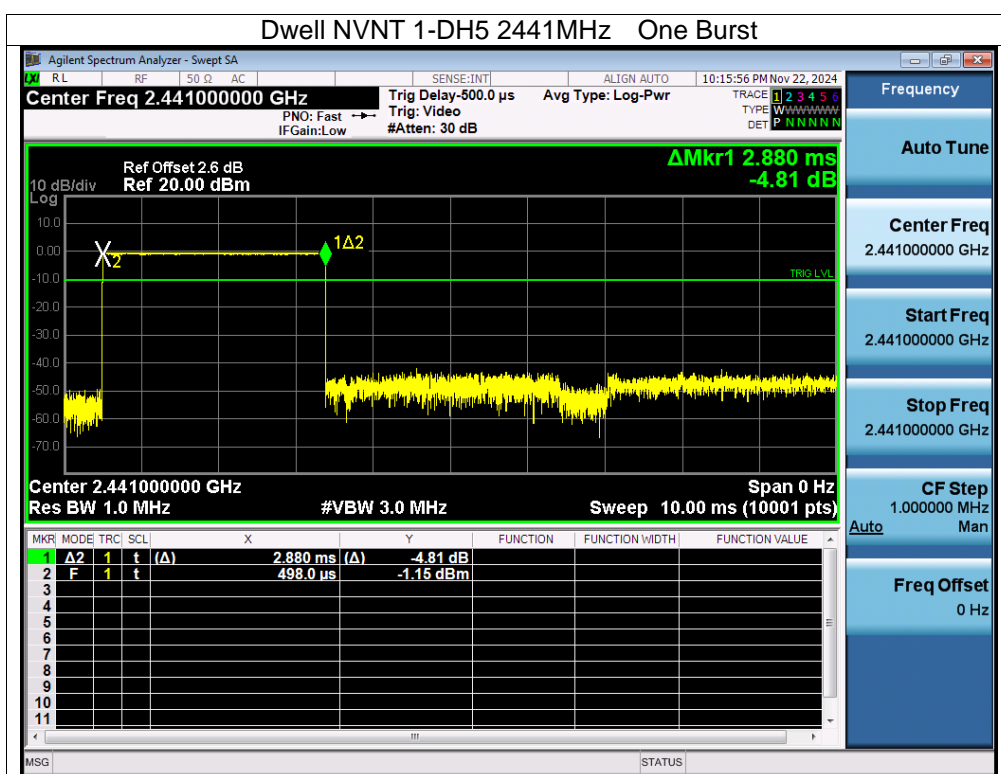 Dwell NVNT 1-DH5 2441MHz One Burst
Agilent Spectrum Analyzer - Swept SA
LXI RL RF 50 Ω AC SENSE:INT ALIGN AUTO 10:15:56 PM Nov 22, 2024
Center Freq 2.441000000 GHz
PNO: Fast
IFGain:Low
Trig Delay-500.0 µs
Trig: Video
#Atten: 30 dB
Avg Type: Log-Pwr
TRACE 1 2 3 4 5 6
TYPE WWWWWW
DET P N N N N N
Frequency
Auto Tune
Center Freq
2.441000000 GHz
Start Freq
2.441000000 GHz
Stop Freq
2.441000000 GHz
CF Step
1.000000 MHz
Auto Man
Freq Offset
0 Hz
ΔMkr1 2.880 ms
-4.81 dB
Ref Offset 2.6 dB
10 dB/div Ref 20.00 dBm
Log
10.0
0.00
-10.0
-20.0
-30.0
-40.0
-50.0
-60.0
-70.0
2
1Δ2
TRIG LVL
Center 2.441000000 GHz Span 0 Hz
Res BW 1.0 MHz #VBW 3.0 MHz Sweep 10.00 ms (10001 pts)
MKR MODE TRC SCL X Y FUNCTION FUNCTION WIDTH FUNCTION VALUE
1 Δ2 1 t (Δ) 2.880 ms (Δ) -4.81 dB
2 F 1 t 498.0 µs -1.15 dBm
3
4
5
6
7
8
9
10
11
MSG STATUS